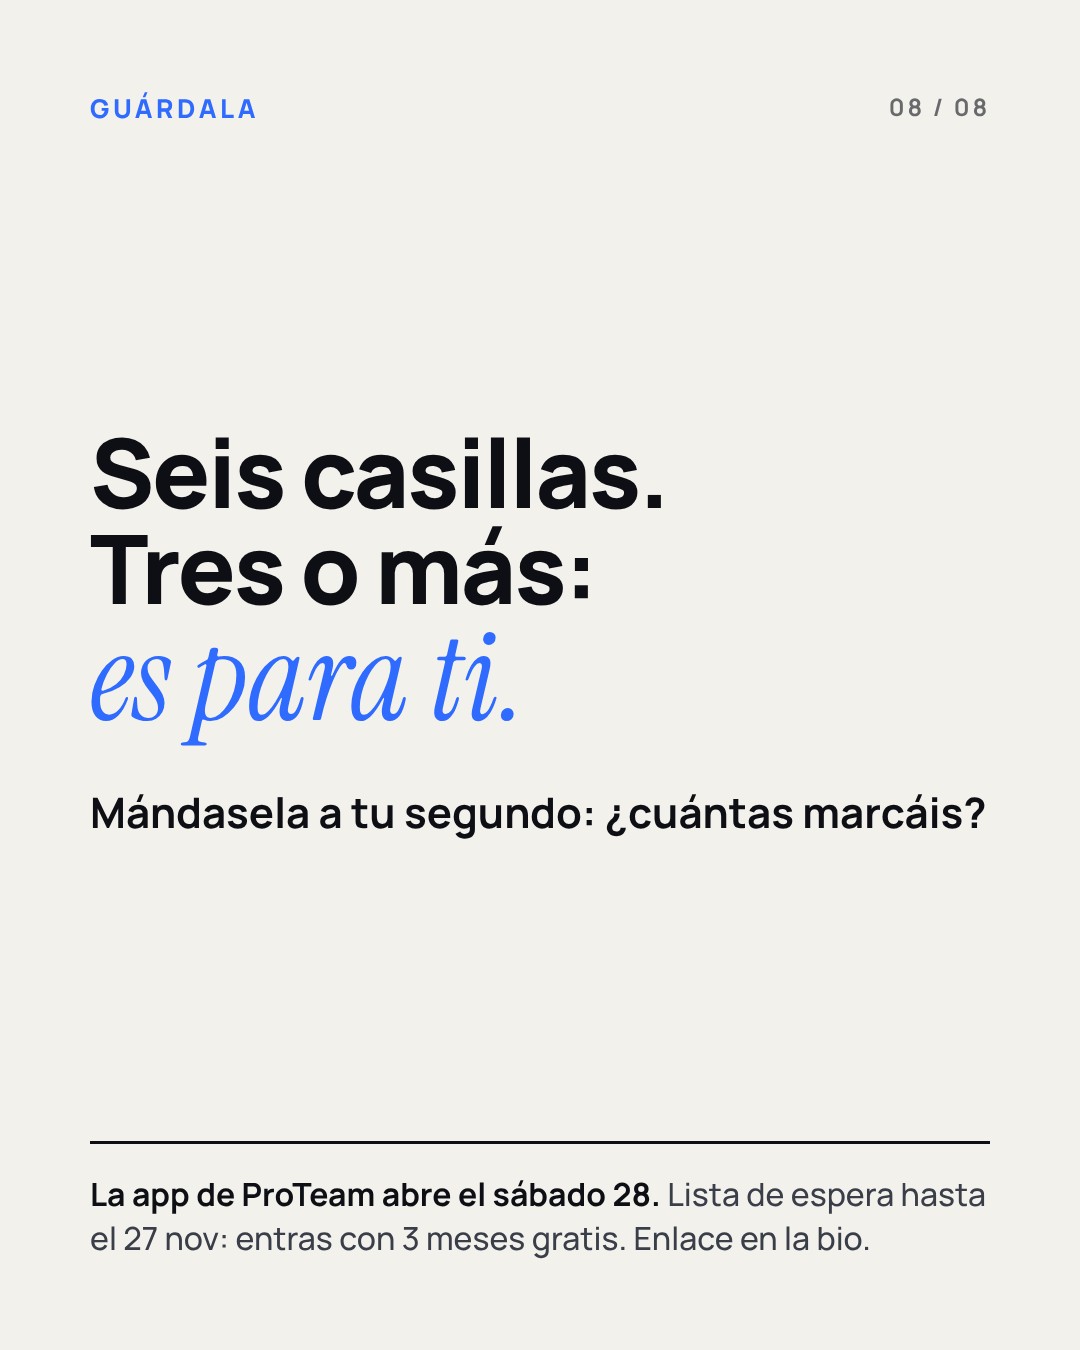 GUÁRDALA
08 / 08
Seis casillas.
Tres o más:
es para ti.
Mándasela a tu segundo: ¿cuántas marcáis?
La app de ProTeam abre el sábado 28. Lista de espera hasta
el 27 nov: entras con 3 meses gratis. Enlace en la bio.